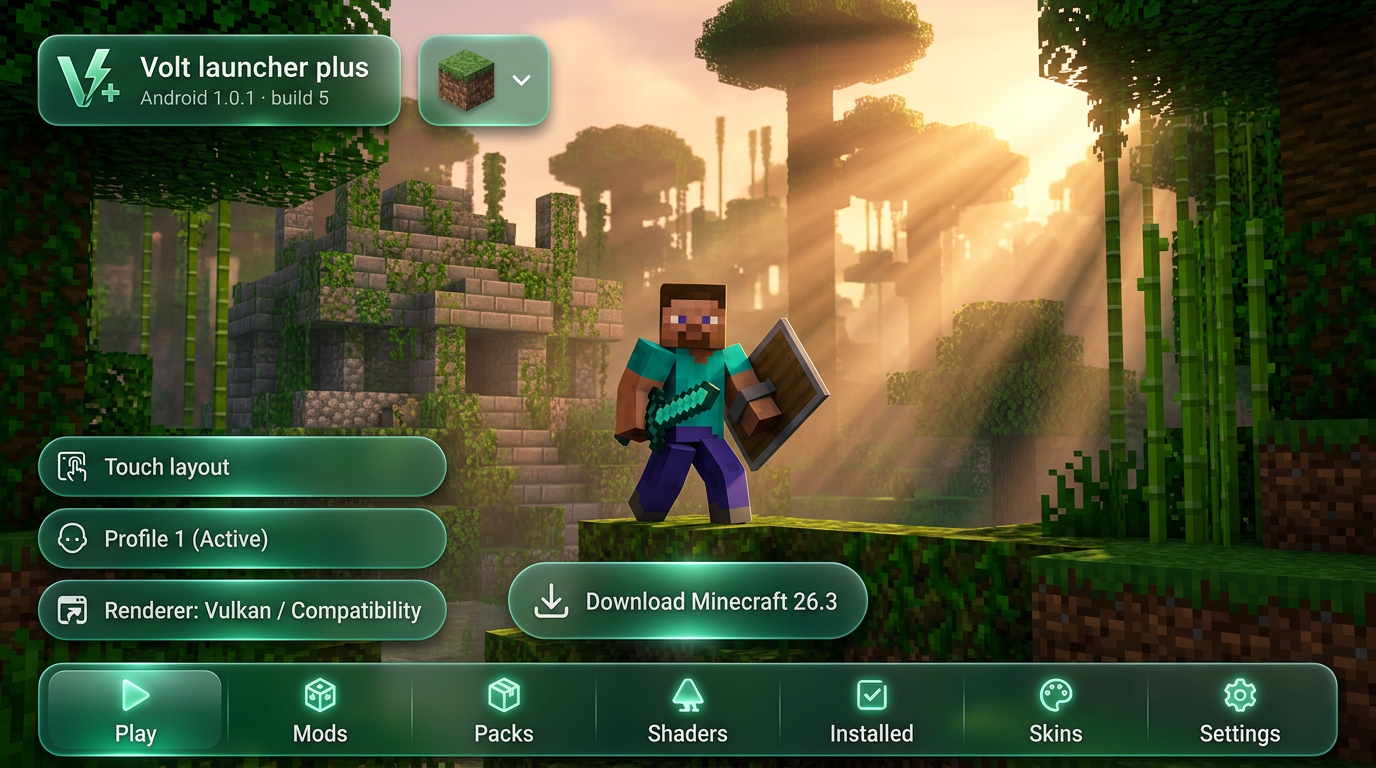 Volt launcher plus
Android 1.0.1 · build 5
Touch layout
Profile 1 (Active)
Renderer: Vulkan / Compatibility
Download Minecraft 26.3
Play
Mods
Packs
Shaders
Installed
Skins
Settings